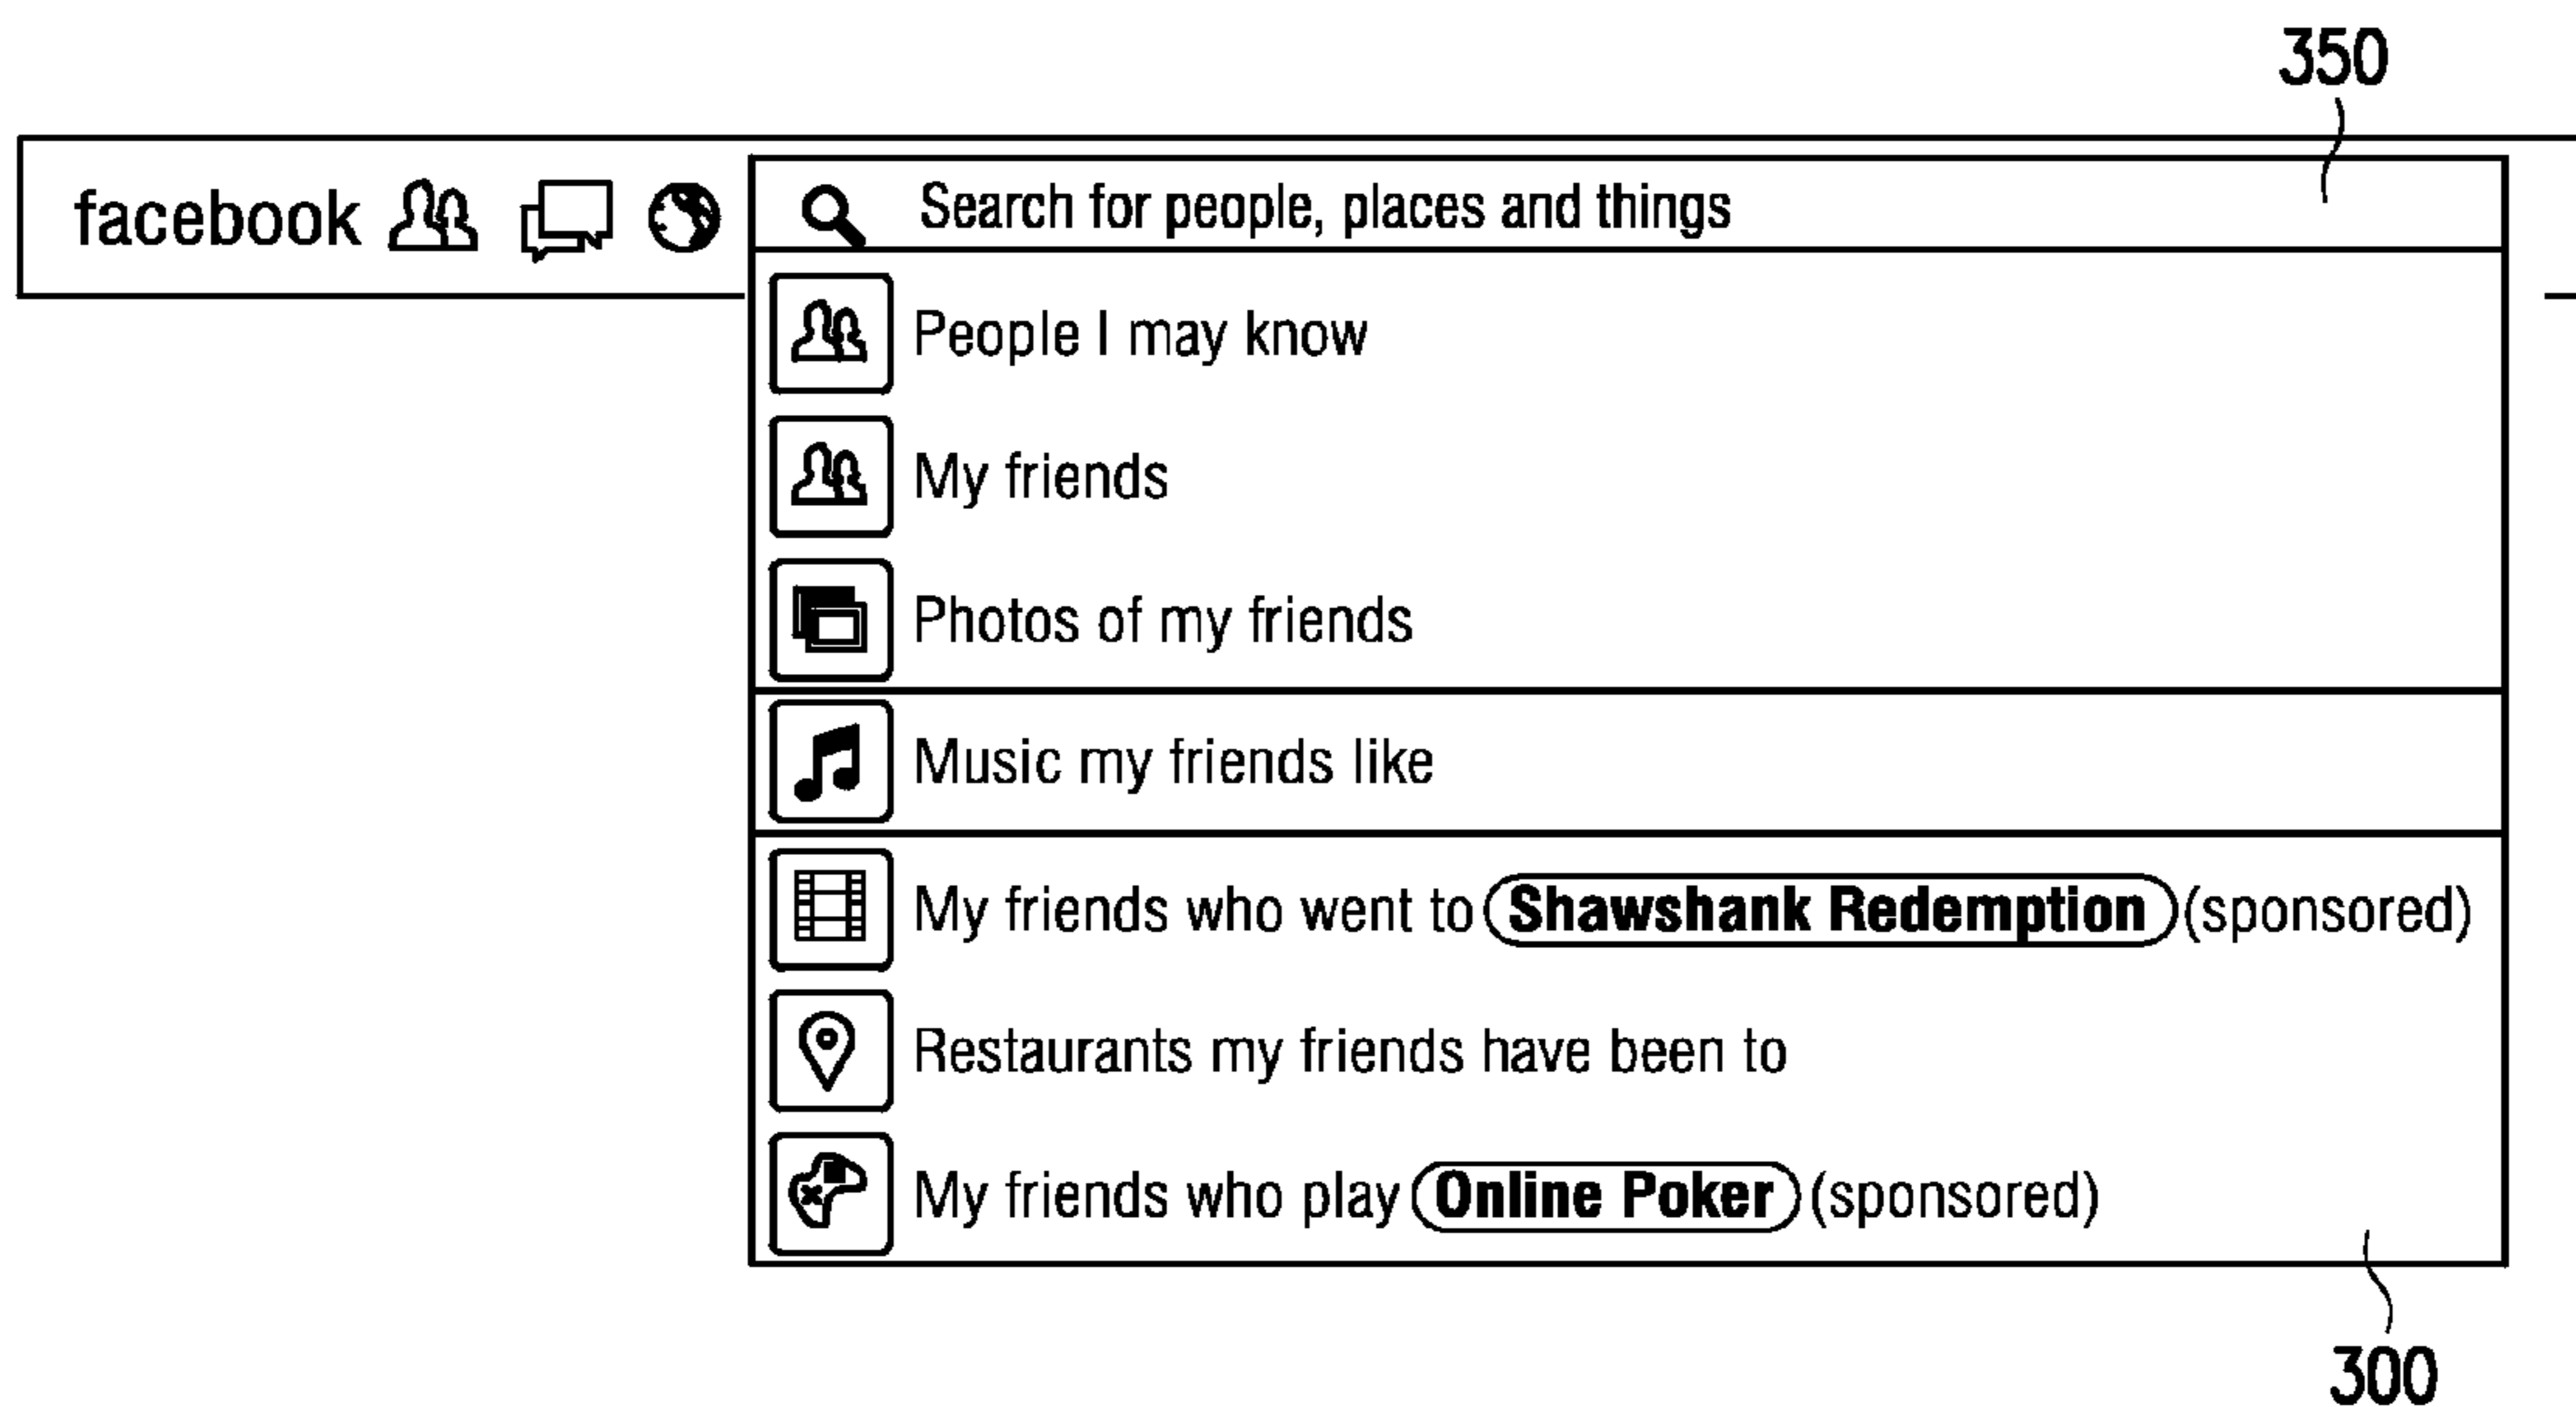 350
facebook Search for people, places and things
People I may know
My friends
Photos of my friends
Music my friends like
My friends who went to Shawshank Redemption (sponsored)
Restaurants my friends have been to
My friends who play Online Poker (sponsored)
300